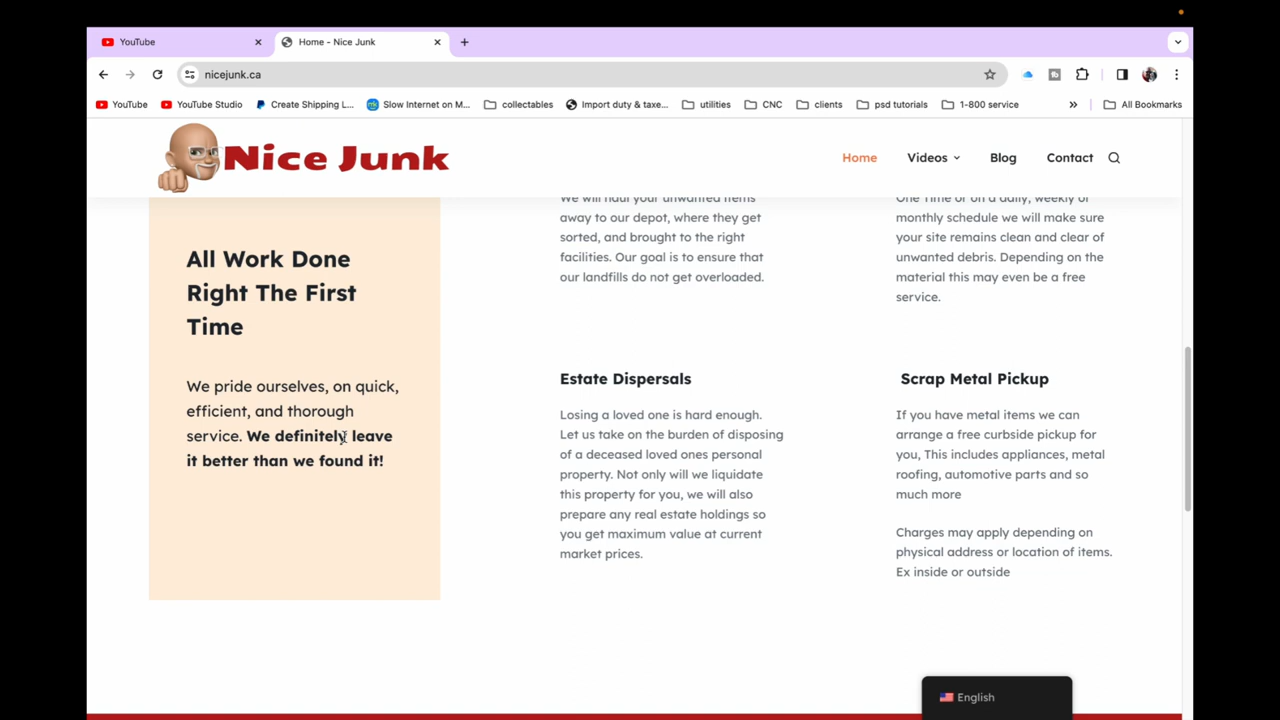 YouTube
Home - Nice Junk
nicejunk.ca
YouTube
YouTube Studio
Create Shipping L...
Slow Internet on M...
collectables
Import duty & taxe...
utilities
CNC
clients
psd tutorials
1-800 service
»
All Bookmarks
Nice Junk
Home
Videos
Blog
Contact
All Work Done
Right The First
Time
We pride ourselves, on quick,
efficient, and thorough
service. We definitely leave
it better than we found it!
We will haul your unwanted items
away to our depot, where they get
sorted, and brought to the right
facilities. Our goal is to ensure that
our landfills do not get overloaded.
One Time or on a daily, weekly or
monthly schedule we will make sure
your site remains clean and clear of
unwanted debris. Depending on the
material this may even be a free
service.
Estate Dispersals
Losing a loved one is hard enough.
Let us take on the burden of disposing
of a deceased loved ones personal
property. Not only will we liquidate
this property for you, we will also
prepare any real estate holdings so
you get maximum value at current
market prices.
Scrap Metal Pickup
If you have metal items we can
arrange a free curbside pickup for
you, This includes appliances, metal
roofing, automotive parts and so
much more
Charges may apply depending on
physical address or location of items.
Ex inside or outside
English